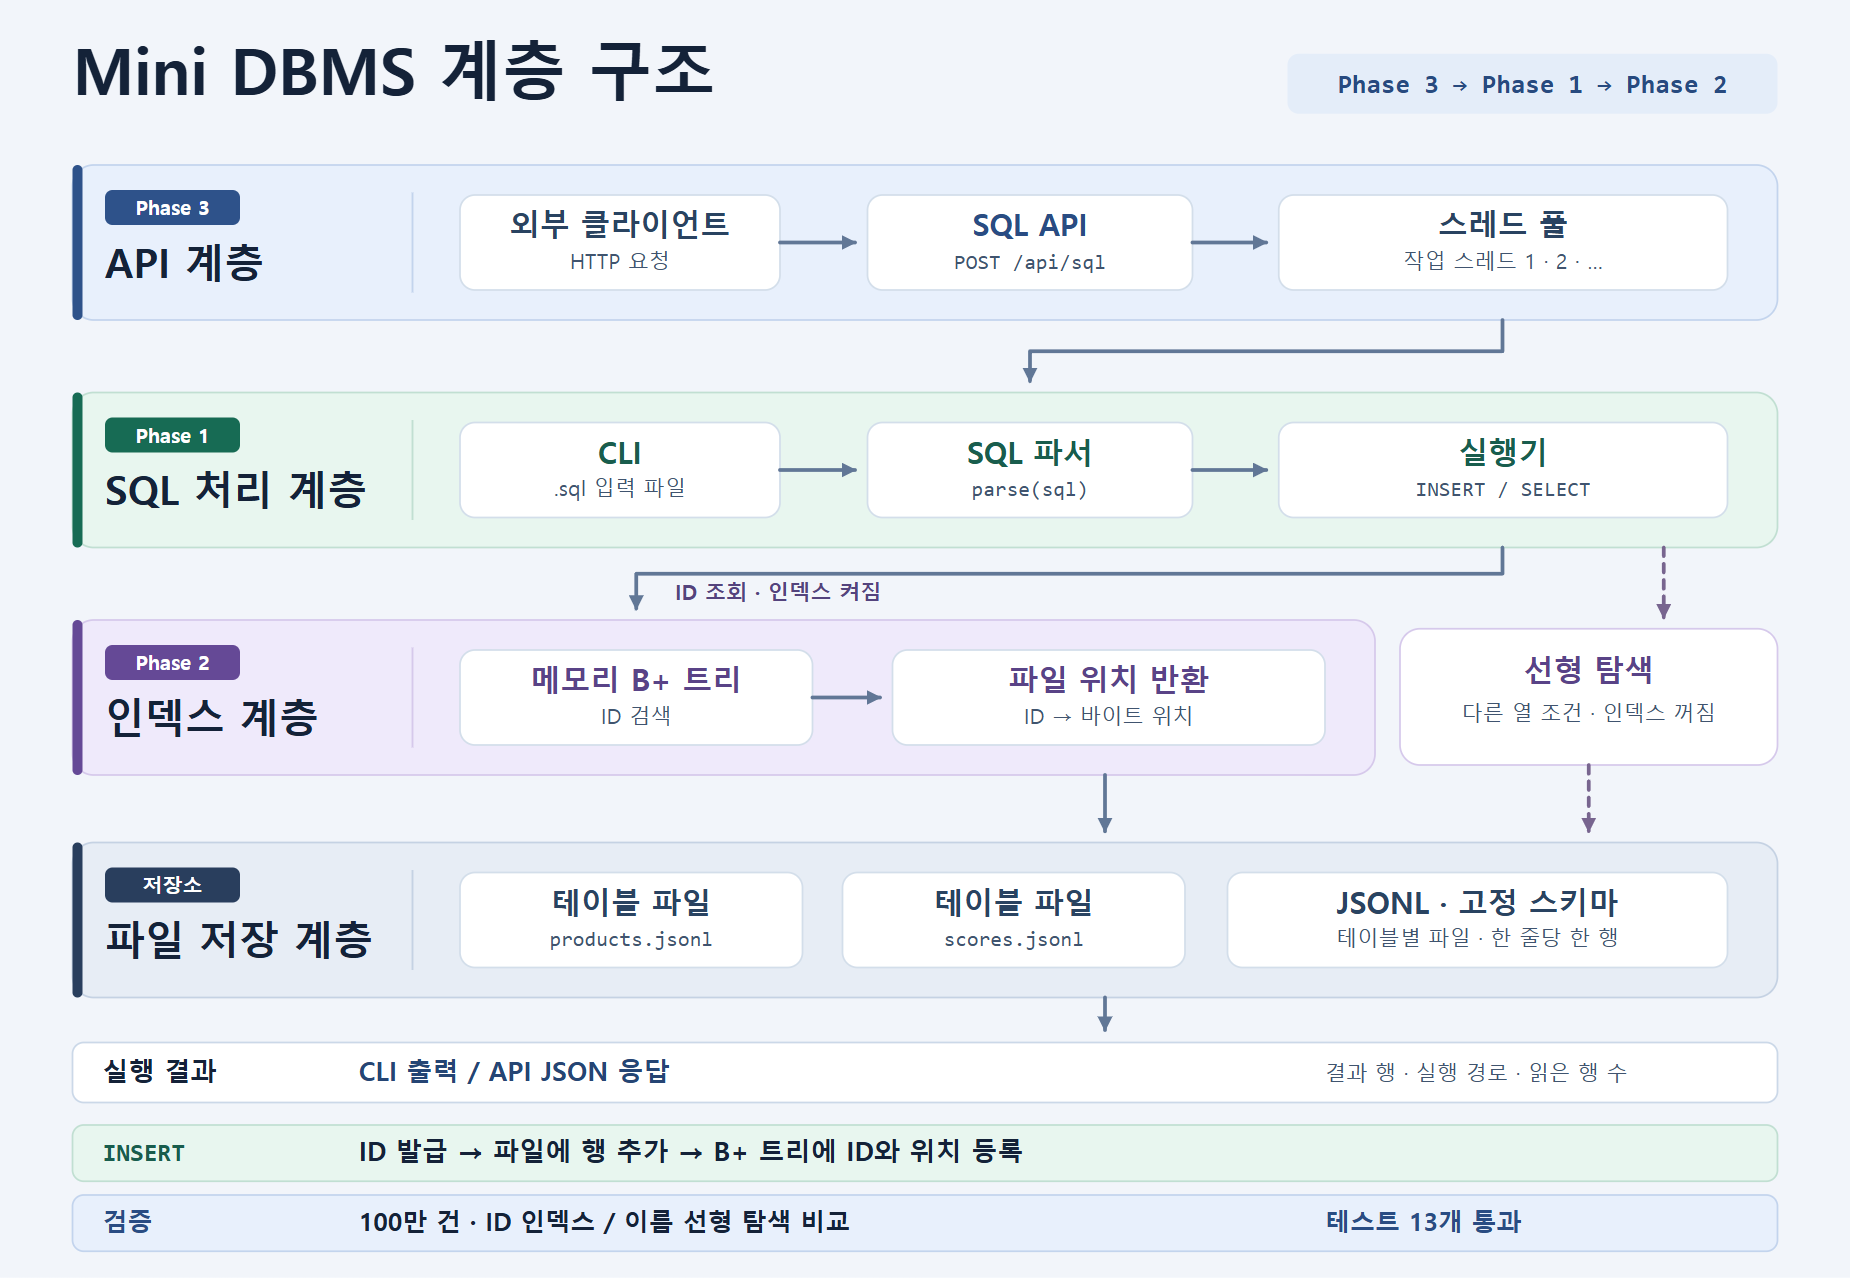 Mini DBMS 계층 구조
Phase 3 → Phase 1 → Phase 2
Phase 3
API 계층
외부 클라이언트
HTTP 요청
SQL API
POST /api/sql
스레드 풀
작업 스레드 1 · 2 · ...
Phase 1
SQL 처리 계층
CLI
.sql 입력 파일
SQL 파서
parse(sql)
실행기
INSERT / SELECT
ID 조회 · 인덱스 켜짐
Phase 2
인덱스 계층
메모리 B+ 트리
ID 검색
파일 위치 반환
ID → 바이트 위치
선형 탐색
다른 열 조건 · 인덱스 꺼짐
저장소
파일 저장 계층
테이블 파일
products.jsonl
테이블 파일
scores.jsonl
JSONL · 고정 스키마
테이블별 파일 · 한 줄당 한 행
실행 결과
CLI 출력 / API JSON 응답
결과 행 · 실행 경로 · 읽은 행 수
INSERT
ID 발급 → 파일에 행 추가 → B+ 트리에 ID와 위치 등록
검증
100만 건 · ID 인덱스 / 이름 선형 탐색 비교
테스트 13개 통과